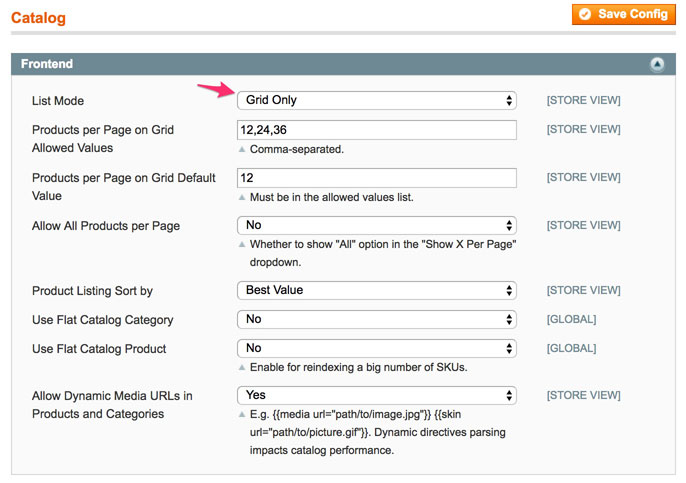 Catalog
Save Config
Frontend
List Mode
Grid Only
[STORE VIEW]
Products per Page on Grid
Allowed Values
12,24,36
[STORE VIEW]
Comma-separated.
Products per Page on Grid Default
Value
12
[STORE VIEW]
Must be in the allowed values list.
Allow All Products per Page
No
[STORE VIEW]
Whether to show "All" option in the "Show X Per Page"
dropdown.
Product Listing Sort by
Best Value
[STORE VIEW]
Use Flat Catalog Category
No
[GLOBAL]
Use Flat Catalog Product
No
[GLOBAL]
Enable for reindexing a big number of SKUs.
Allow Dynamic Media URLs in
Products and Categories
Yes
[STORE VIEW]
E.g. {{media url="path/to/image.jpg"}} {{skin
url="path/to/picture.gif"}}. Dynamic directives parsing
impacts catalog performance.